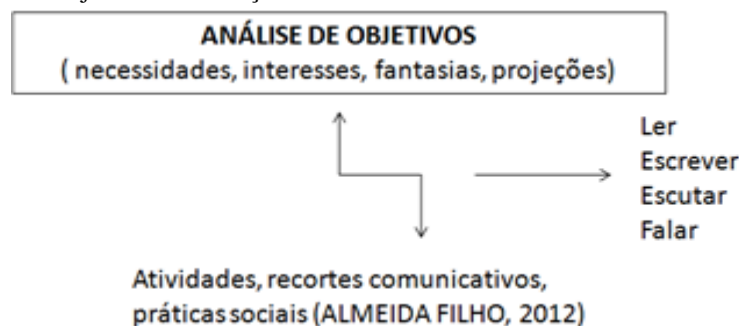 ANÁLISE DE OBJETIVOS
( necessidades, interesses, fantasias, projeções)
Ler
Escrever
Escutar
Falar
Atividades, recortes comunicativos,
práticas sociais (ALMEIDA FILHO, 2012)